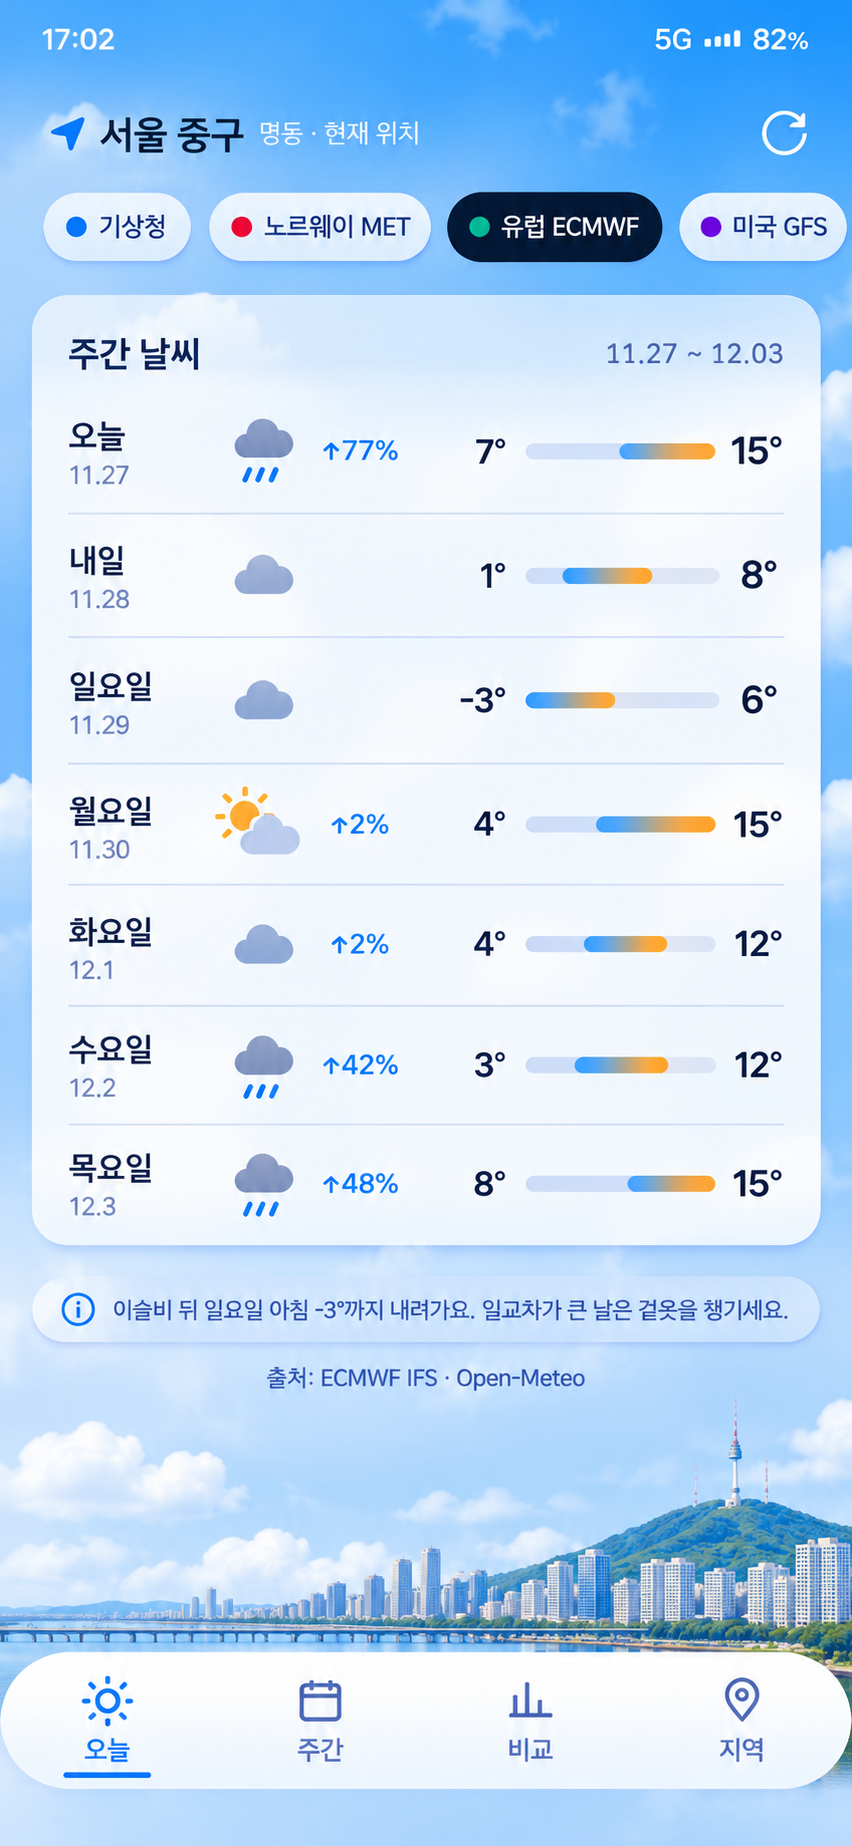 17:02 5G 82%
서울 중구 명동 · 현재 위치
기상청 노르웨이 MET 유럽 ECMWF 미국 GFS
주간 날씨 11.27 ~ 12.03
오늘 ↑77% 7° 15°
11.27
내일 1° 8°
11.28
일요일 -3° 6°
11.29
월요일 ↑2% 4° 15°
11.30
화요일 ↑2% 4° 12°
12.1
수요일 ↑42% 3° 12°
12.2
목요일 ↑48% 8° 15°
12.3
이슬비 뒤 일요일 아침 -3°까지 내려가요. 일교차가 큰 날은 겉옷을 챙기세요.
출처: ECMWF IFS · Open-Meteo
오늘 주간 비교 지역